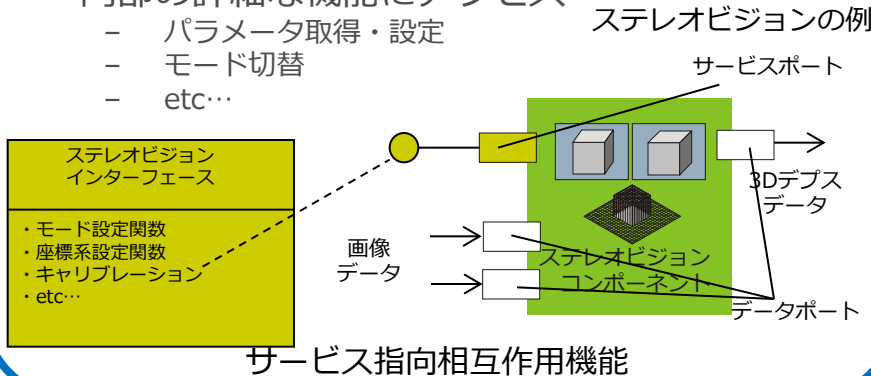 ステレオビジョンの例
– パラメータ取得・設定
– モード切替
– etc…
サービスポート
ステレオビジョン
インターフェース
・モード設定関数
・座標系設定関数
・キャリブレーション
・etc…
画像
データ
3Dデプス
データ
ステレオビジョン
コンポーネント
データポート
サービス指向相互作用機能